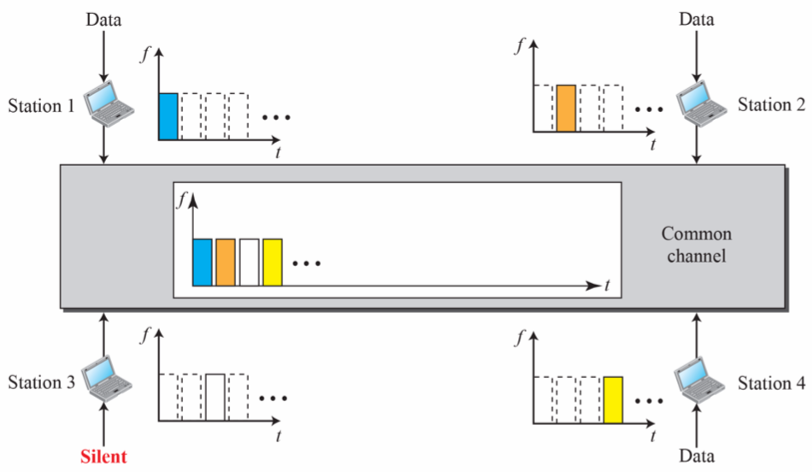 Data
Data
f
f
Station 1
Station 2
t
t
f
Common
channel
t
f
f
Station 3
Station 4
t
t
Silent
Data